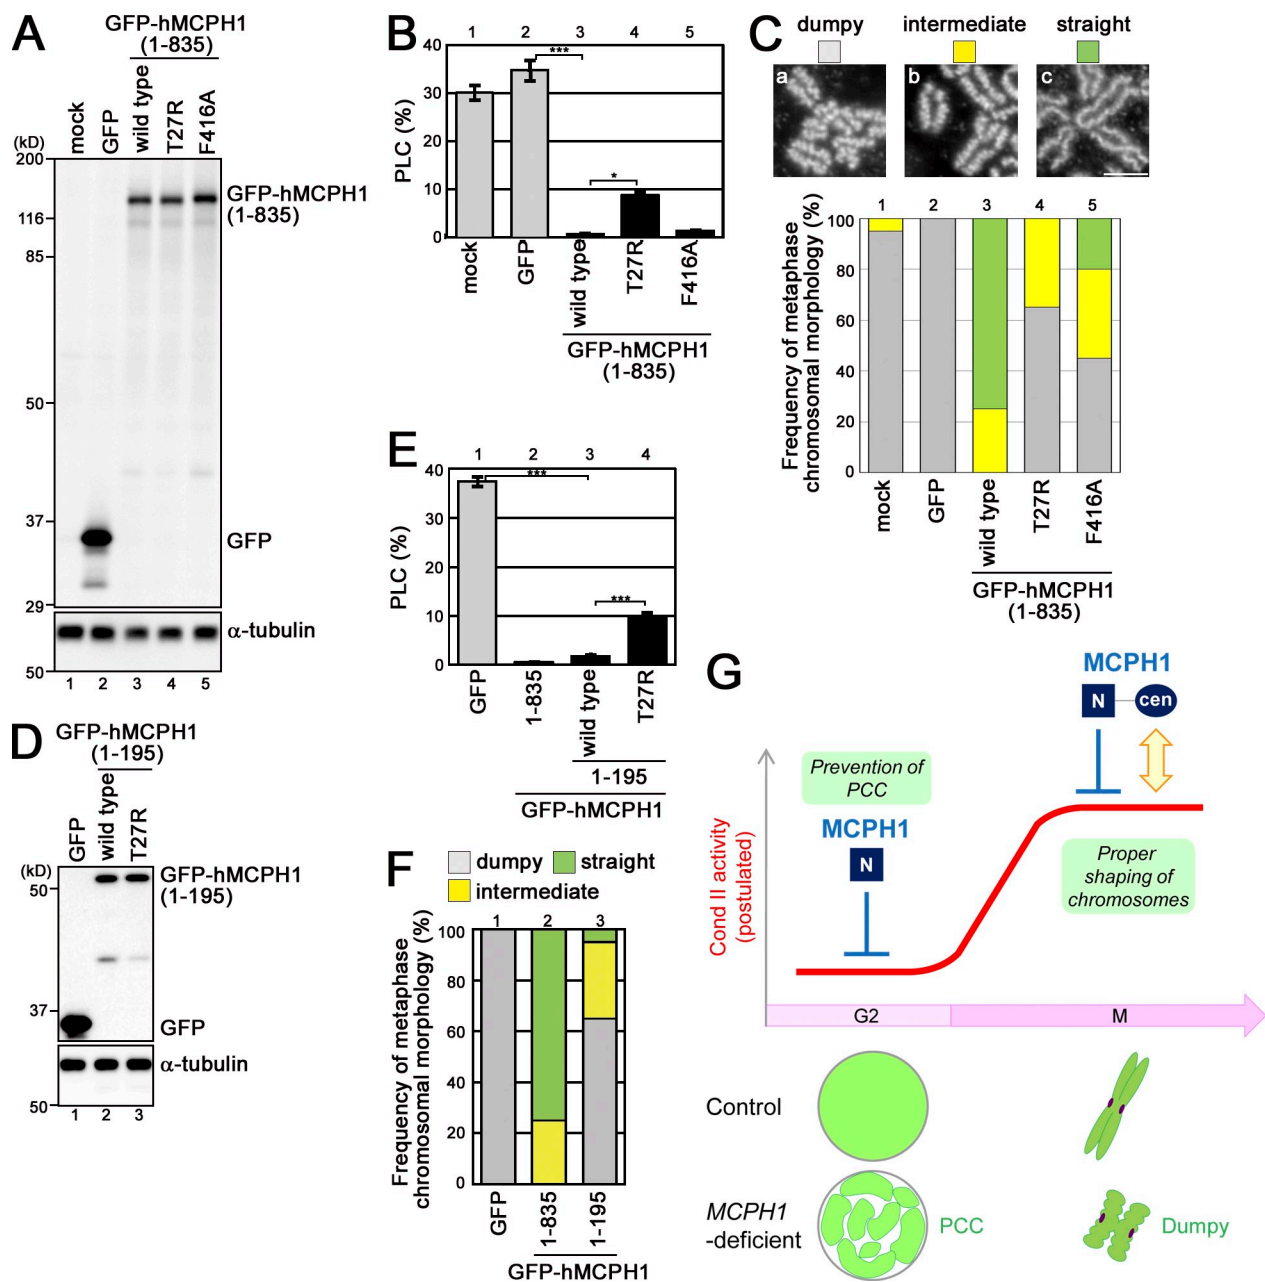 A
GFP-hMCPH1
(1-835)
mock
GFP
wild type
T27R
F416A
(kD)
200
116
85
50
37
29
50
GFP-hMCPH1
(1-835)
GFP
α-tubulin
1 2 3 4 5
B
1 2 3 4 5
PLC (%)
40
30
20
10
0
***
*
mock
GFP
wild type
T27R
F416A
GFP-hMCPH1
(1-835)
C
dumpy intermediate straight
a b c
1 2 3 4 5
Frequency of metaphase
chromosomal morphology (%)
100
80
60
40
20
0
mock
GFP
wild type
T27R
F416A
GFP-hMCPH1
(1-835)
D
GFP-hMCPH1
(1-195)
GFP
wild type
T27R
(kD)
50
37
50
GFP-hMCPH1
(1-195)
GFP
α-tubulin
1 2 3
E
1 2 3 4
PLC (%)
40
30
20
10
0
***
***
GFP
1-835
wild type
T27R
1-195
GFP-hMCPH1
F
dumpy straight
intermediate
1 2 3
Frequency of metaphase
chromosomal morphology (%)
100
80
60
40
20
0
GFP
1-835
1-195
GFP-hMCPH1
G
MCPH1
N cen
Prevention of
PCC
MCPH1
N
Proper
shaping of
chromosomes
Cond II activity
(postulated)
G2 M
Control
MCPH1
-deficient
PCC
Dumpy